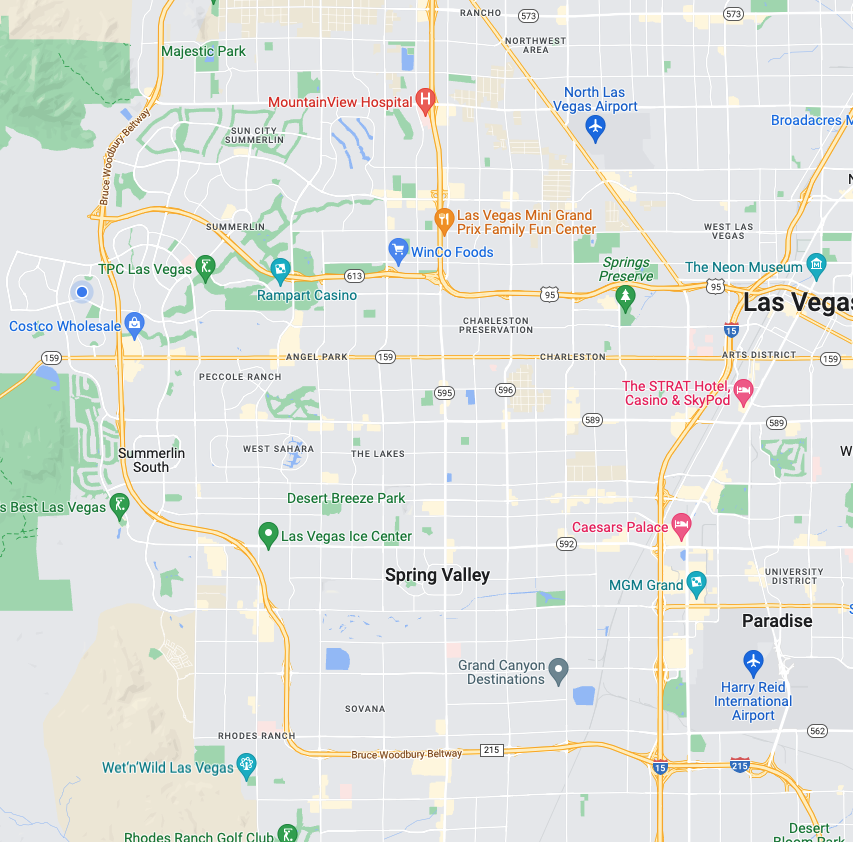 RANCHO
573
573
NORTHWEST
AREA
Majestic Park
MountainView Hospital
H
North Las
Vegas Airport
Broadacres M
SUN CITY
SUMMERLIN
Bruce Woodbury Beltway
N
Las Vegas Mini Grand
Prix Family Fun Center
SUMMERLIN
WEST LAS
VEGAS
WinCo Foods
TPC Las Vegas
Springs
Preserve
The Neon Museum
613
Rampart Casino
95
95
Las Vegas
Costco Wholesale
CHARLESTON
PRESERVATION
15
159
ANGEL PARK
159
CHARLESTON
ARTS DISTRICT
159
PECCOLE RANCH
595
596
The STRAT Hotel,
Casino & SkyPod
589
589
WEST SAHARA
THE LAKES
Summerlin
South
W
Desert Breeze Park
s Best Las Vegas
Las Vegas Ice Center
Caesars Palace
592
Spring Valley
MGM Grand
UNIVERSITY
DISTRICT
Paradise
Grand Canyon
Destinations
Harry Reid
International
Airport
SOVANA
562
RHODES RANCH
Bruce Woodbury Beltway
215
15
215
Wet'n'Wild Las Vegas
Rhodes Ranch Golf Club
Desert
Bloom Park